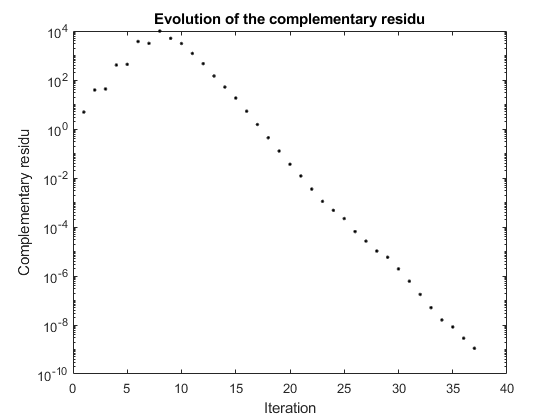 Evolution of the complementary residu
10^4
10^2
10^0
10^-2
10^-4
10^-6
10^-8
10^-10
Complementary residu
0 5 10 15 20 25 30 35 40
Iteration